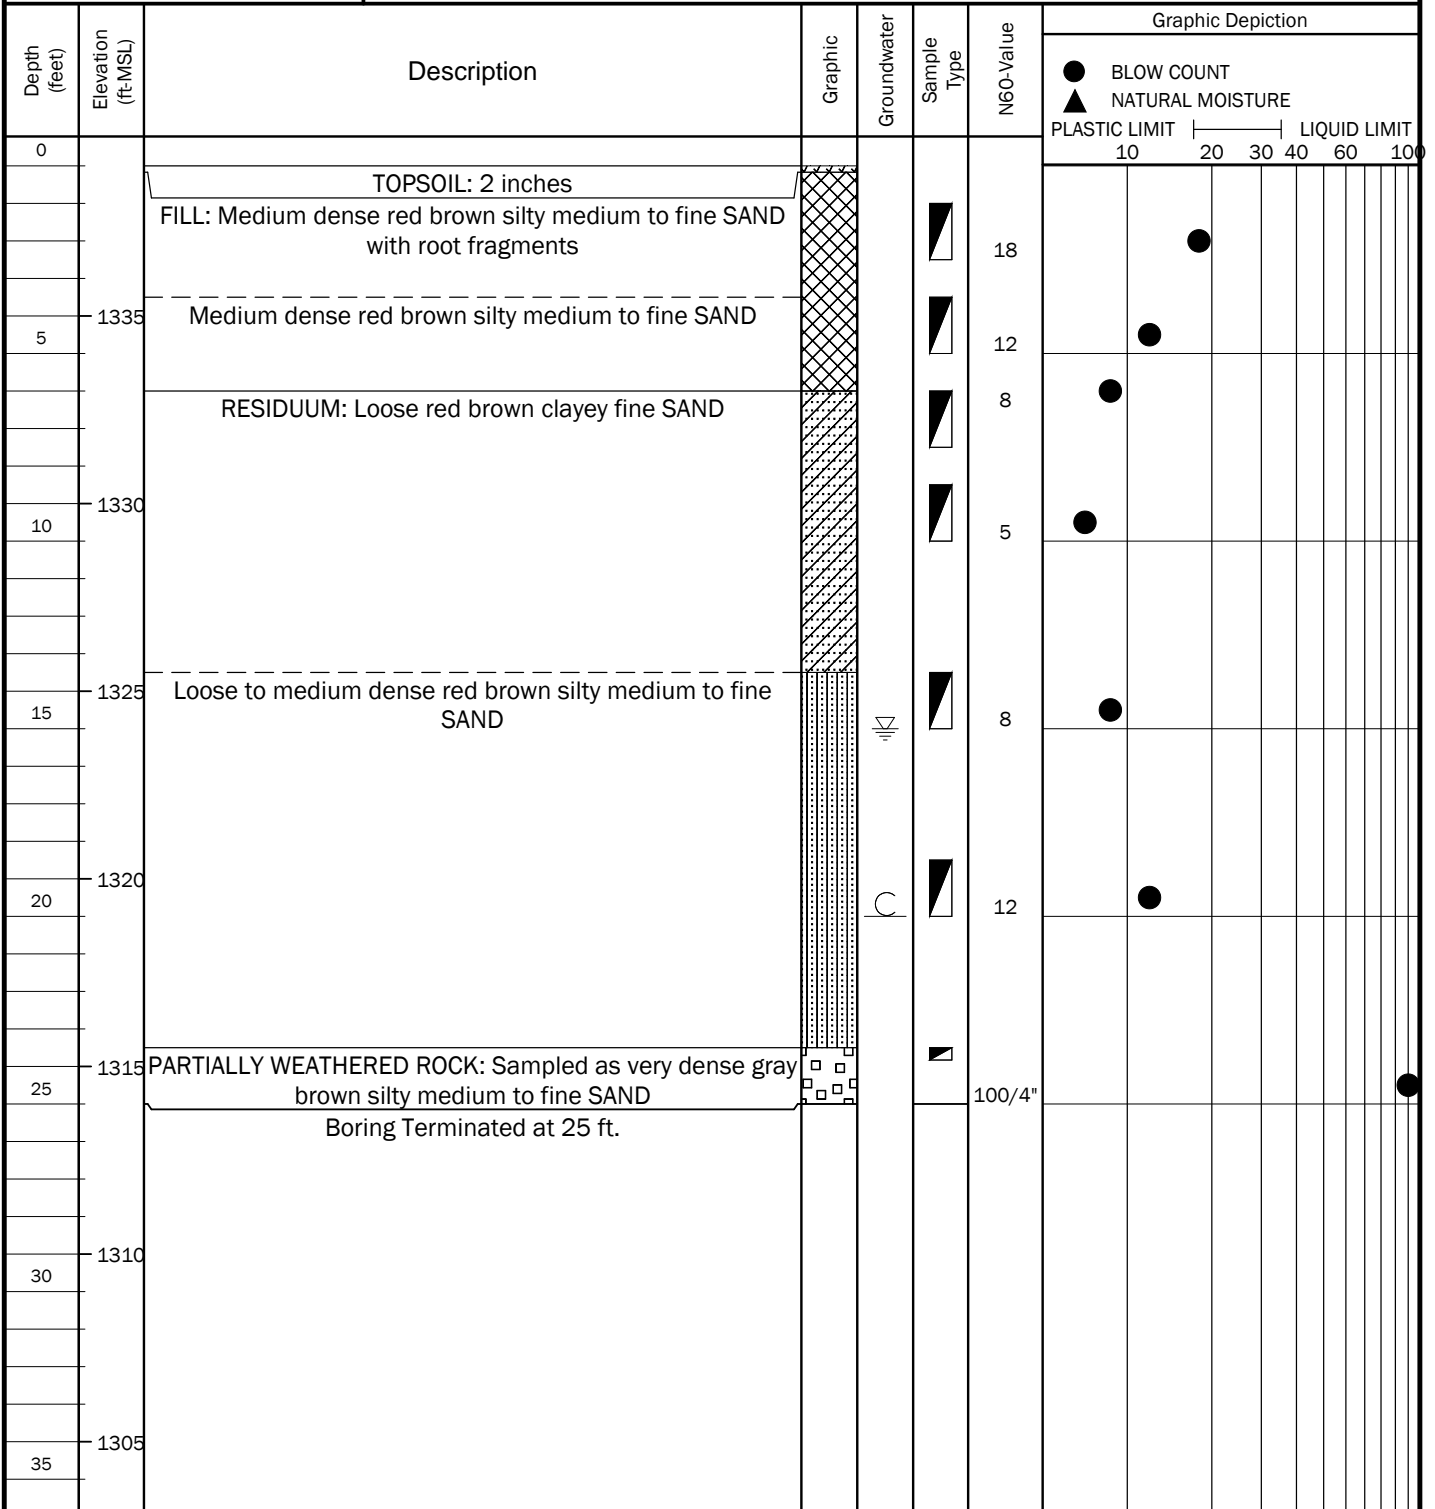 Depth
(feet)
Elevation
(ft-MSL)
Description
Graphic
Groundwater
Sample
Type
N60-Value
Graphic Depiction
BLOW COUNT
NATURAL MOISTURE
PLASTIC LIMIT LIQUID LIMIT
10 20 30 40 60 100
0
TOPSOIL: 2 inches
FILL: Medium dense red brown silty medium to fine SAND
with root fragments
18
1335
Medium dense red brown silty medium to fine SAND
5
12
RESIDUUM: Loose red brown clayey fine SAND
8
1330
10
5
1325
Loose to medium dense red brown silty medium to fine
SAND
15
8
1320
20
C
12
1315
PARTIALLY WEATHERED ROCK: Sampled as very dense gray
brown silty medium to fine SAND
25
100/4"
Boring Terminated at 25 ft.
1310
30
1305
35